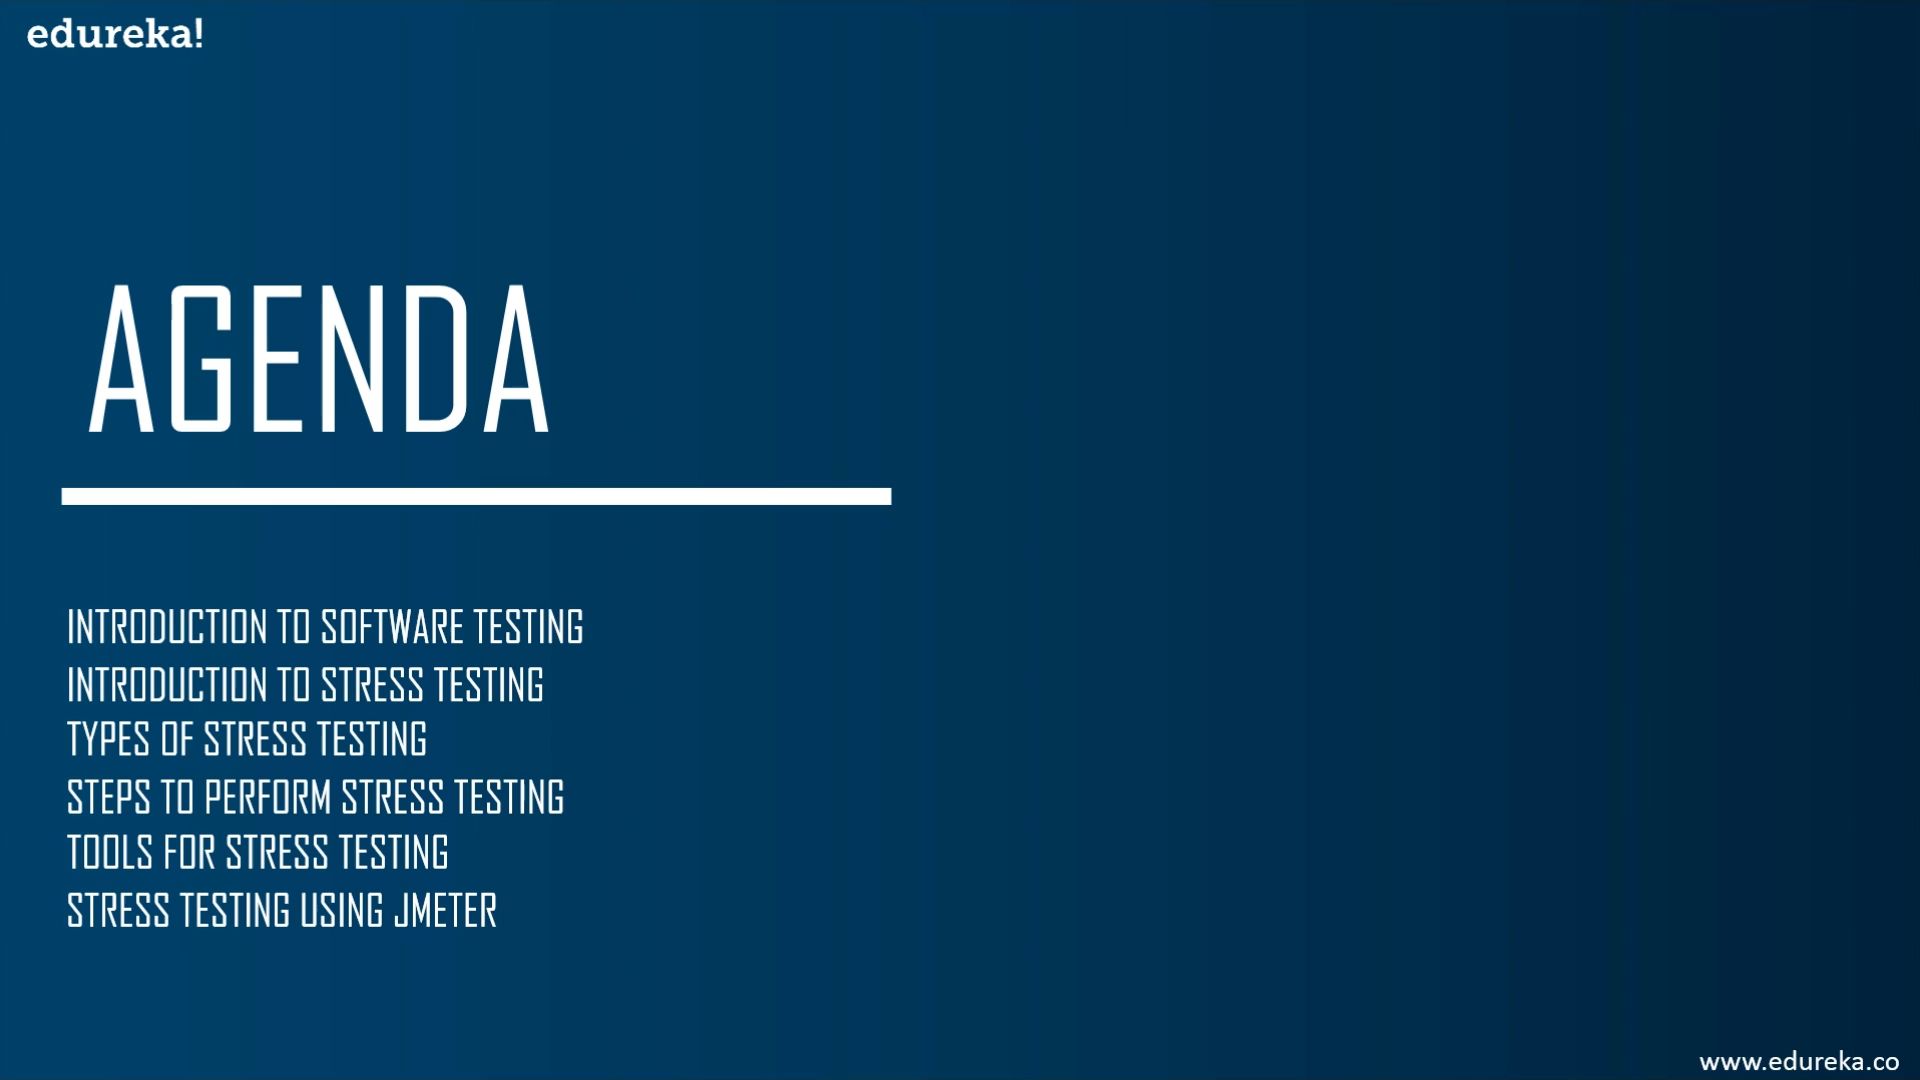 edureka!
AGENDA
INTRODUCTION TO SOFTWARE TESTING
INTRODUCTION TO STRESS TESTING
TYPES OF STRESS TESTING
STEPS TO PERFORM STRESS TESTING
TOOLS FOR STRESS TESTING
STRESS TESTING USING JMETER
www.edureka.co